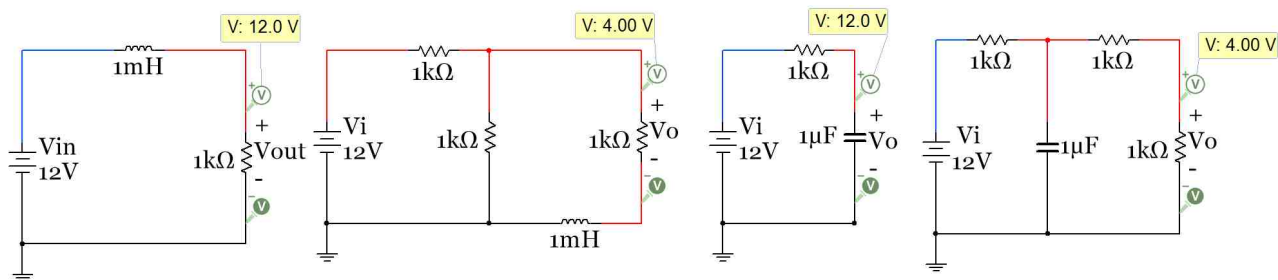 V: 12.0 V
1mH
+
V
+
Vin
12V
1kΩ
Vout
-
-
V
V: 4.00 V
1kΩ
+
V
+
Vi
12V
1kΩ
1kΩ
Vo
-
-
V
1mH
V: 12.0 V
1kΩ
+
V
+
Vi
12V
1µF
Vo
-
-
V
V: 4.00 V
1kΩ
1kΩ
+
V
+
Vi
12V
1µF
1kΩ
Vo
-
-
V